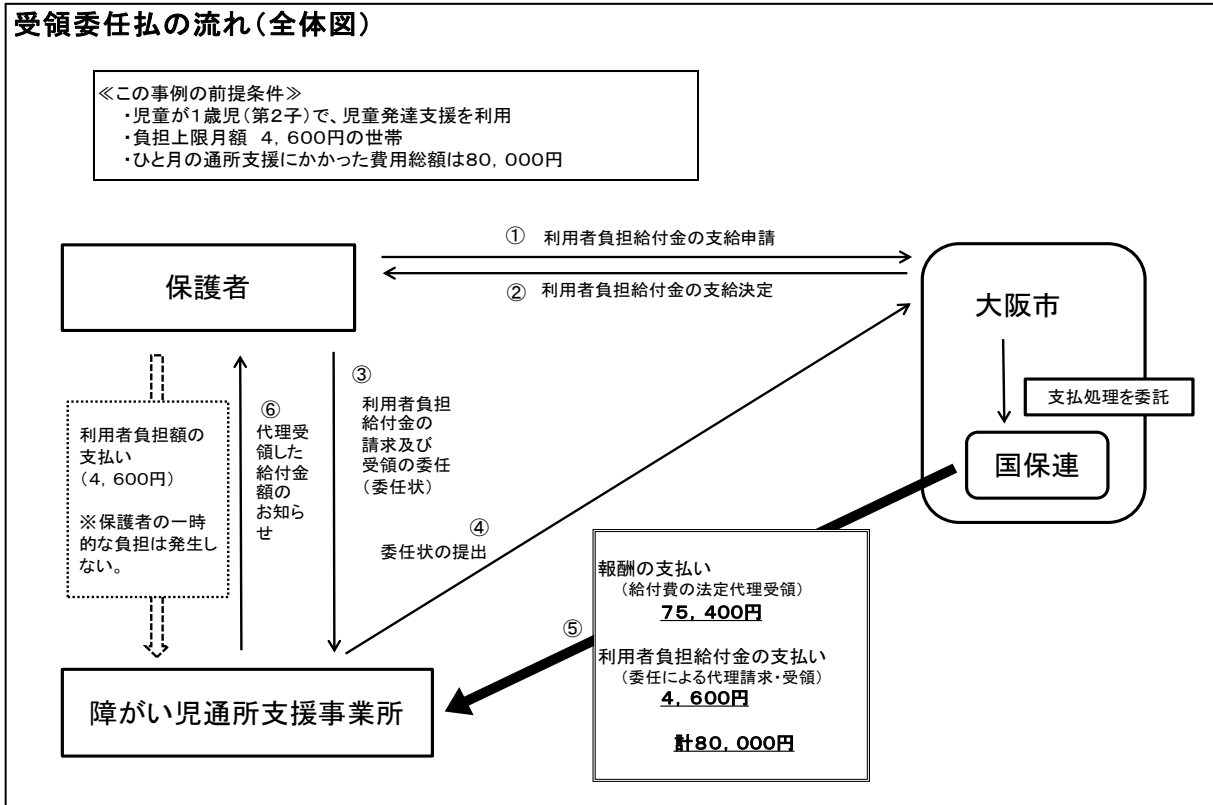 受領委任払の流れ(全体図)
≪この事例の前提条件≫
・児童が1歳児(第2子)で、児童発達支援を利用
・負担上限月額 4,600円の世帯
・ひと月の通所支援にかかった費用総額は80,000円
① 利用者負担給付金の支給申請
② 利用者負担給付金の支給決定
保護者
大阪市
支払処理を委託
国保連
利用者負担額の
支払い
(4,600円)
※保護者の一時
的な負担は発生し
ない。
⑥
代理受
領した
給付金
額の
お知ら
せ
③
利用者負担
給付金の
請求及び
受領の委任
(委任状)
④
委任状の提出
⑤
報酬の支払い
(給付費の法定代理受領)
75,400円
利用者負担給付金の支払い
(委任による代理請求・受領)
4,600円
計80,000円
障がい児通所支援事業所